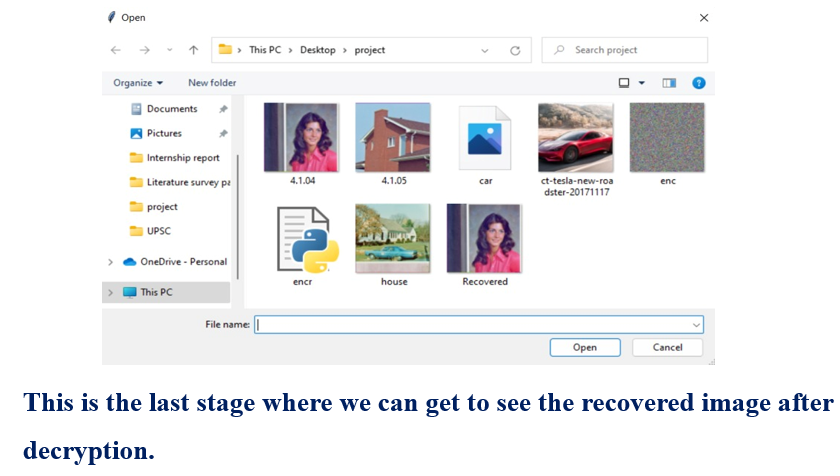 Open
This PC > Desktop > project
Search project
Organize
New folder
Documents
Pictures
Internship report
Literature survey pa
project
UPSC
OneDrive - Personal
This PC
4.1.04
4.1.05
car
ct-tesla-new-roa
dster-20171117
enc
encr
house
Recovered
File name:
Open
Cancel
This is the last stage where we can get to see the recovered image after
decryption.